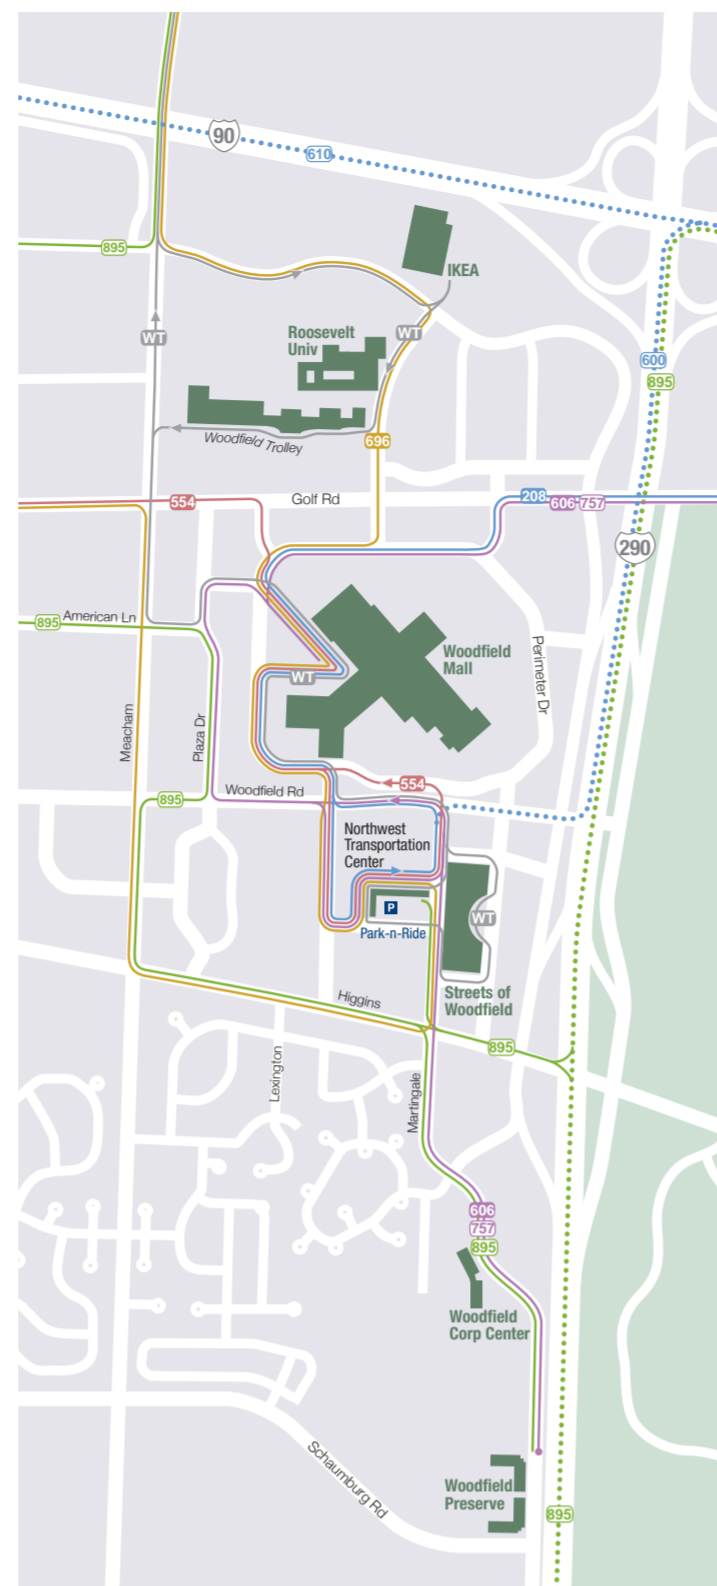 90
610
895
IKEA
Roosevelt
Univ
WT
WT
600
895
Woodfield Trolley
696
554
Golf Rd
208
606
757
290
895
American Ln
Woodfield
Mall
WT
Perimeter Dr
Meacham
Plaza Dr
554
Woodfield Rd
895
Northwest
Transportation
Center
P
Park-n-Ride
WT
Streets of
Woodfield
Higgins
895
Lexington
Martingale
606
757
895
Woodfield
Corp Center
Schaumburg Rd
Woodfield
Preserve
895